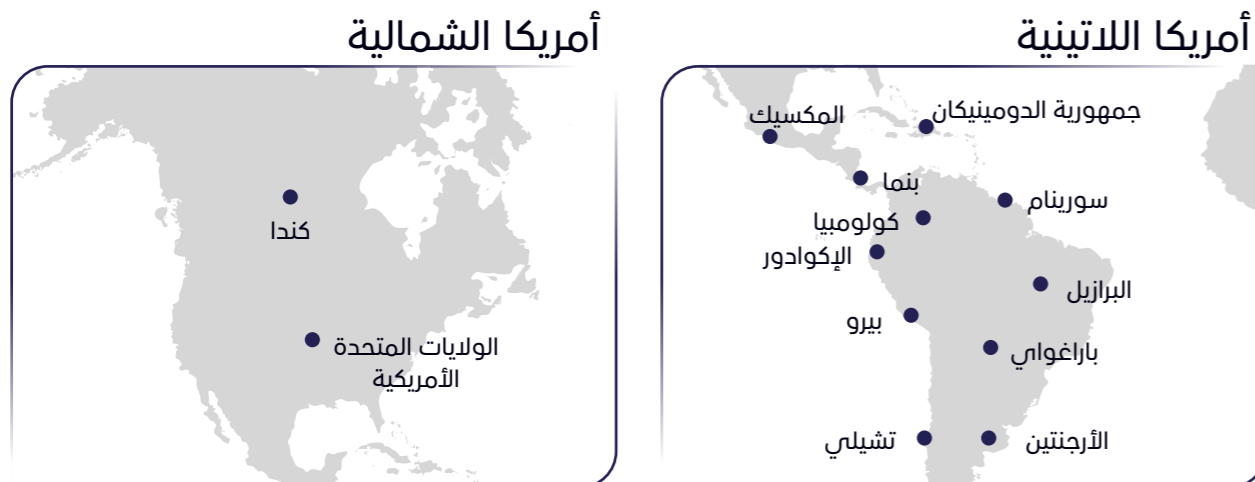 أمريكا اللاتينية
جمهورية الدومينيكان
المكسيك
بنما
سورينام
كولومبيا
الإكوادور
البرازيل
بيرو
باراغواي
الأرجنتين
تشيلي
أمريكا الشمالية
كندا
الولايات المتحدة
الأمريكية